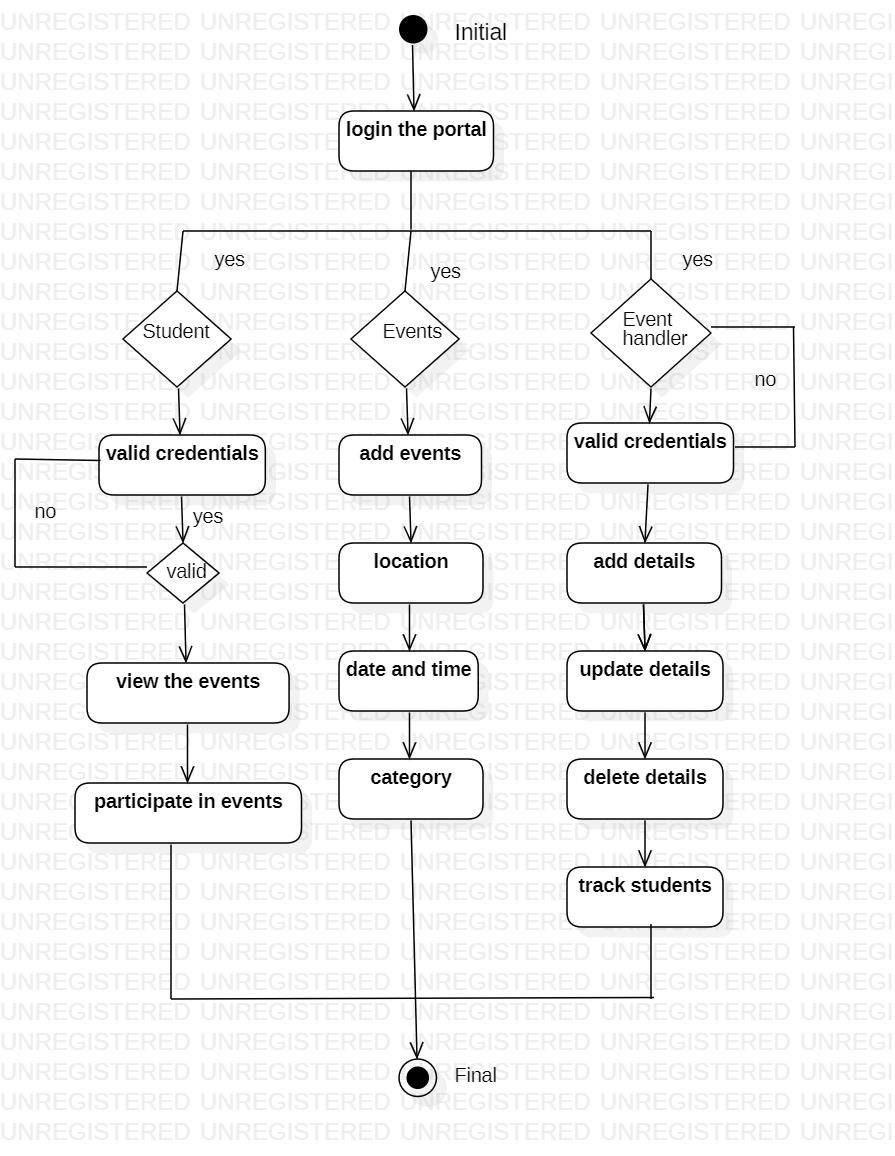 Initial
login the portal
yes
yes
yes
Student
Events
Event
handler
no
valid credentials
add events
valid credentials
no
yes
valid
location
add details
view the events
date and time
update details
participate in events
category
delete details
track students
Final
UNREGISTERED UNREGISTERED UNREGISTERED UNREGISTERED UNREGI